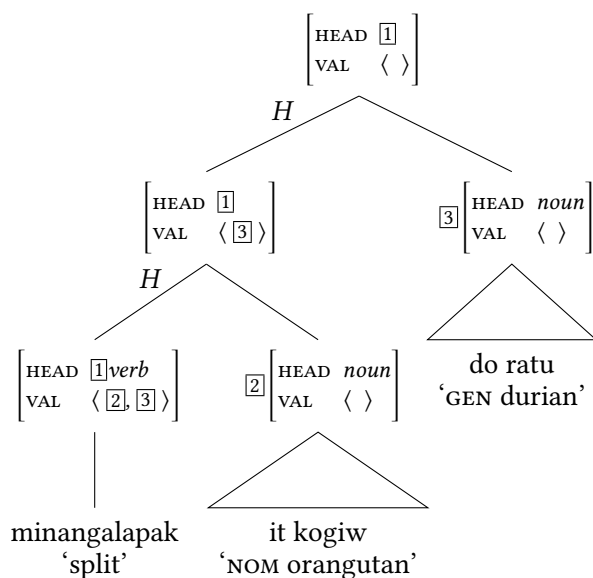 HEAD 1
VAL ⟨ ⟩
H
HEAD 1
VAL ⟨ 3 ⟩
3 HEAD noun
VAL ⟨ ⟩
H
HEAD 1 verb
VAL ⟨ 2, 3 ⟩
2 HEAD noun
VAL ⟨ ⟩
do ratu
‘GEN durian’
minangalapak
‘split’
it kogiw
‘NOM orangutan’